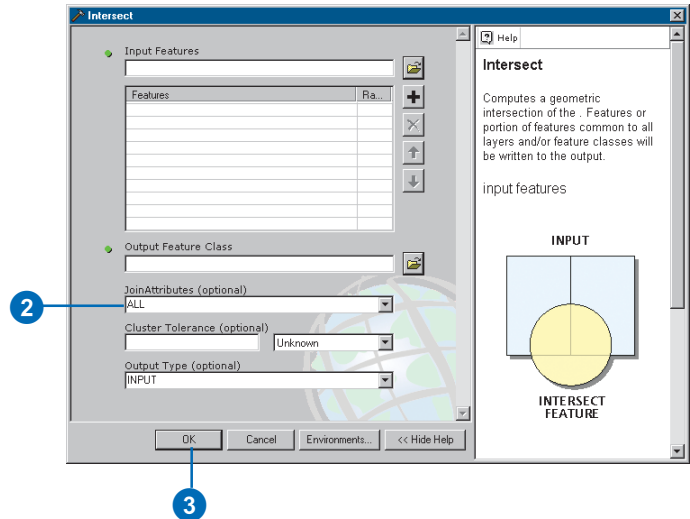 Intersect
Input Features
Features Ra...
Output Feature Class
JoinAttributes (optional)
ALL
Cluster Tolerance (optional)
Unknown
Output Type (optional)
INPUT
OK Cancel Environments... << Hide Help
Help
Intersect
Computes a geometric
intersection of the . Features or
portion of features common to all
layers and/or feature classes will
be written to the output.
input features
INPUT
INTERSECT
FEATURE
2
3